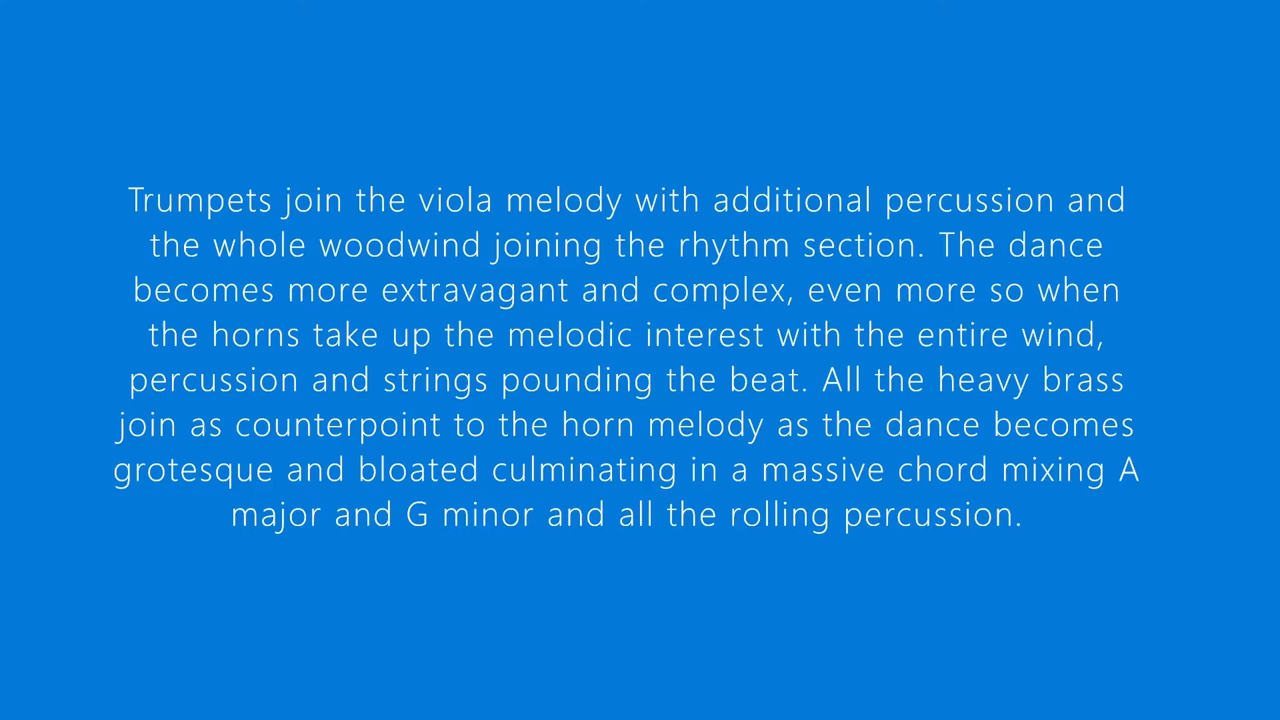 Trumpets join the viola melody with additional percussion and
the whole woodwind joining the rhythm section. The dance
becomes more extravagant and complex, even more so when
the horns take up the melodic interest with the entire wind,
percussion and strings pounding the beat. All the heavy brass
join as counterpoint to the horn melody as the dance becomes
grotesque and bloated culminating in a massive chord mixing A
major and G minor and all the rolling percussion.